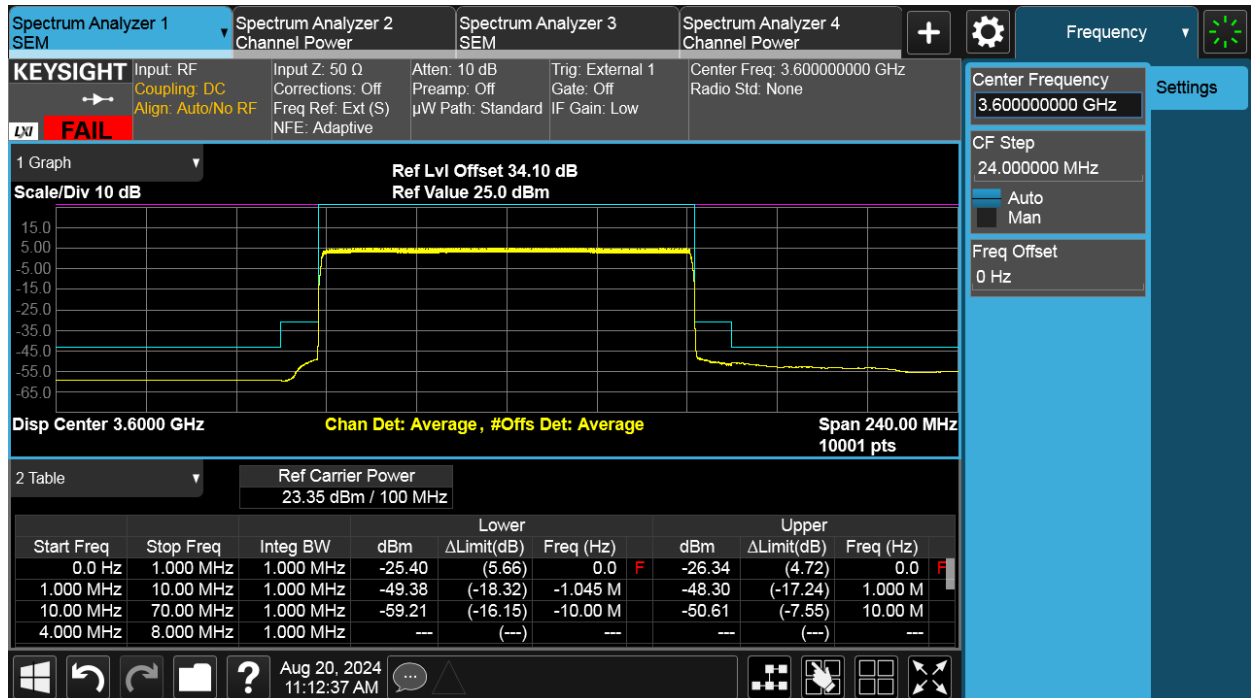 Spectrum Analyzer 1
SEM
Spectrum Analyzer 2
Channel Power
Spectrum Analyzer 3
SEM
Spectrum Analyzer 4
Channel Power
+
Frequency
KEYSIGHT
LXI
FAIL
Input: RF
Coupling: DC
Align: Auto/No RF
Input Z: 50 Ω
Corrections: Off
Freq Ref: Ext (S)
NFE: Adaptive
Atten: 10 dB
Preamp: Off
µW Path: Standard
Trig: External 1
Gate: Off
IF Gain: Low
Center Freq: 3.600000000 GHz
Radio Std: None
Center Frequency
3.600000000 GHz
Settings
CF Step
24.000000 MHz
Auto
Man
Freq Offset
0 Hz
1 Graph
Scale/Div 10 dB
Ref Lvl Offset 34.10 dB
Ref Value 25.0 dBm
15.0
5.00
-5.00
-15.0
-25.0
-35.0
-45.0
-55.0
-65.0
Disp Center 3.6000 GHz
Chan Det: Average , #Offs Det: Average
Span 240.00 MHz
10001 pts
2 Table
Ref Carrier Power
23.35 dBm / 100 MHz
Lower Upper
Start Freq Stop Freq Integ BW dBm ΔLimit(dB) Freq (Hz) dBm ΔLimit(dB) Freq (Hz)
0.0 Hz 1.000 MHz 1.000 MHz -25.40 (5.66) 0.0 F -26.34 (4.72) 0.0 F
1.000 MHz 10.00 MHz 1.000 MHz -49.38 (-18.32) -1.045 M -48.30 (-17.24) 1.000 M
10.00 MHz 70.00 MHz 1.000 MHz -59.21 (-16.15) -10.00 M -50.61 (-7.55) 10.00 M
4.000 MHz 8.000 MHz 1.000 MHz --- (---) --- --- (---) ---
?
Aug 20, 2024
11:12:37 AM